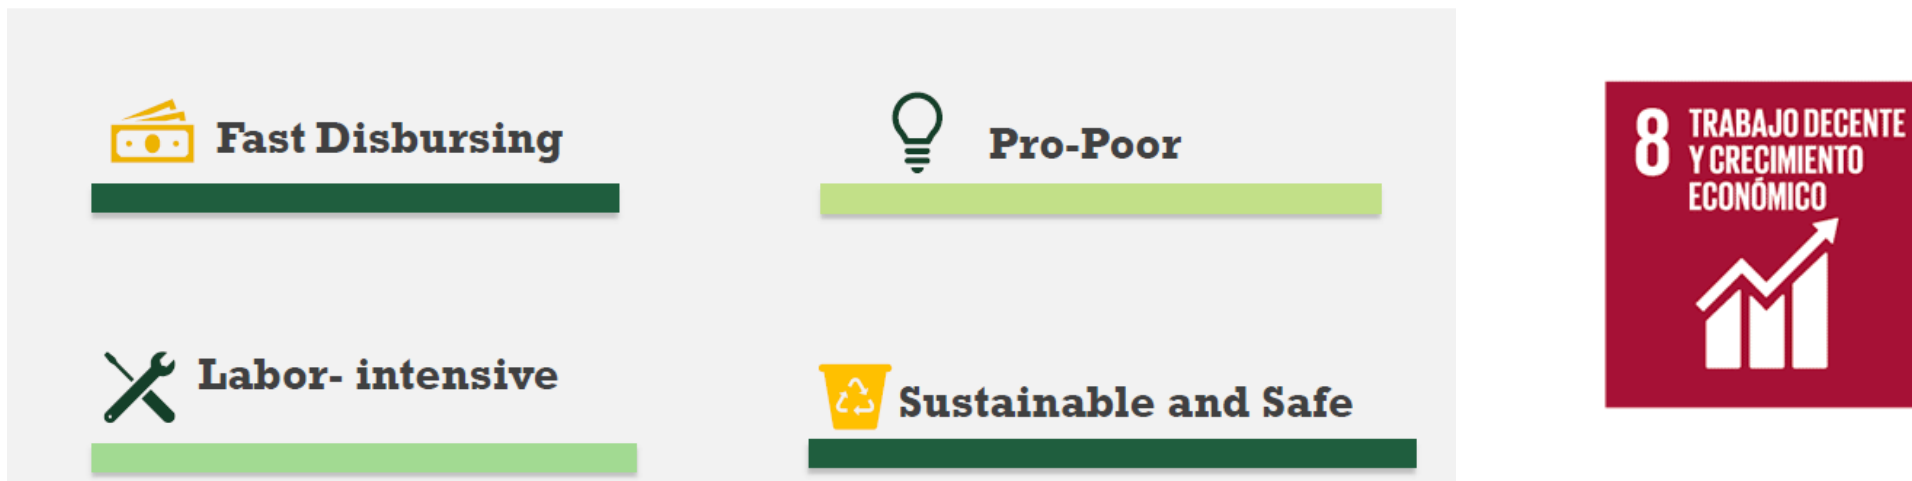 Fast Disbursing
Pro-Poor
Labor- intensive
Sustainable and Safe
8 TRABAJO DECENTE
Y CRECIMIENTO
ECONÓMICO